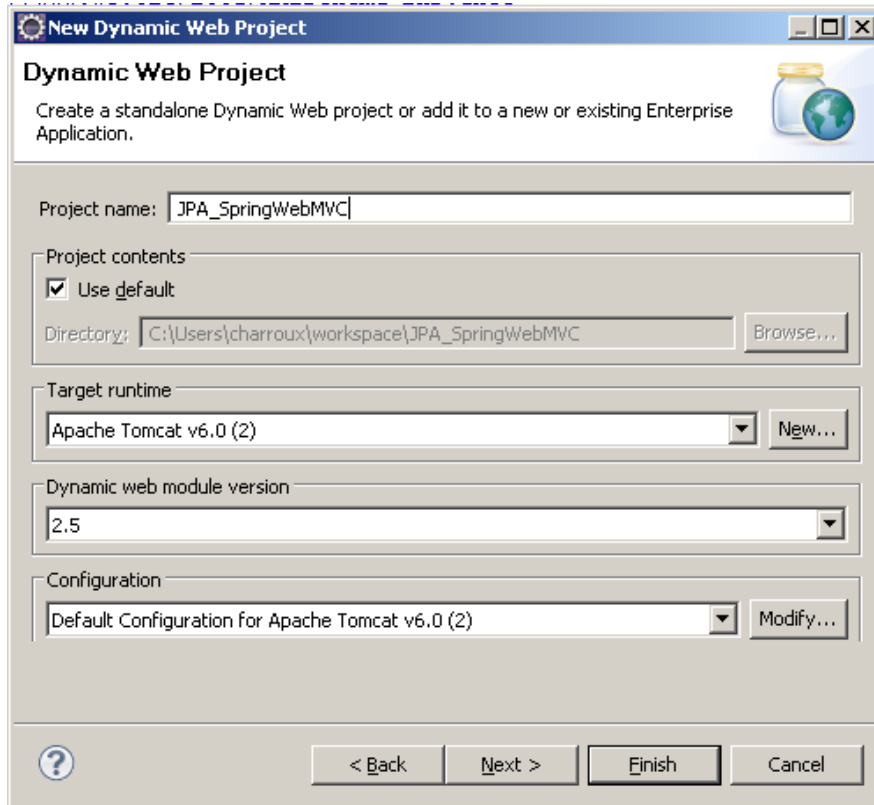 New Dynamic Web Project
Dynamic Web Project
Create a standalone Dynamic Web project or add it to a new or existing Enterprise
Application.
Project name: JPA_SpringWebMVC
Project contents
Use default
Directory: C:\Users\charroux\workspace\JPA_SpringWebMVC Browse...
Target runtime
Apache Tomcat v6.0 (2) New...
Dynamic web module version
2.5
Configuration
Default Configuration for Apache Tomcat v6.0 (2) Modify...
? < Back Next > Finish Cancel